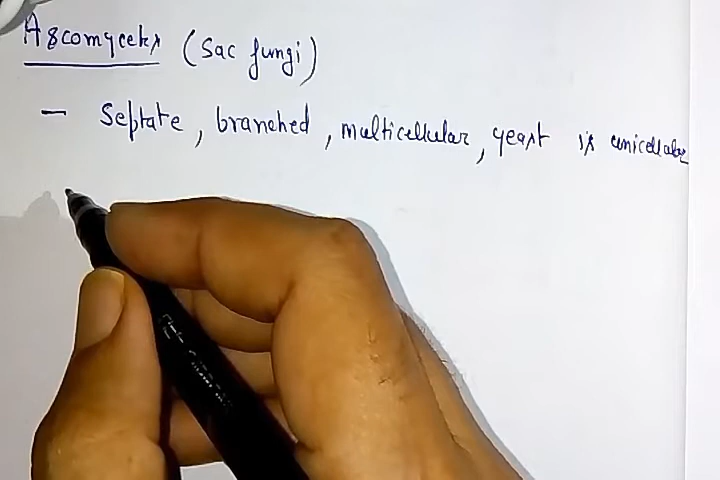 Ascomycetes (Sac fungi)
– Septate, branched, multicellular, yeast is unicellular